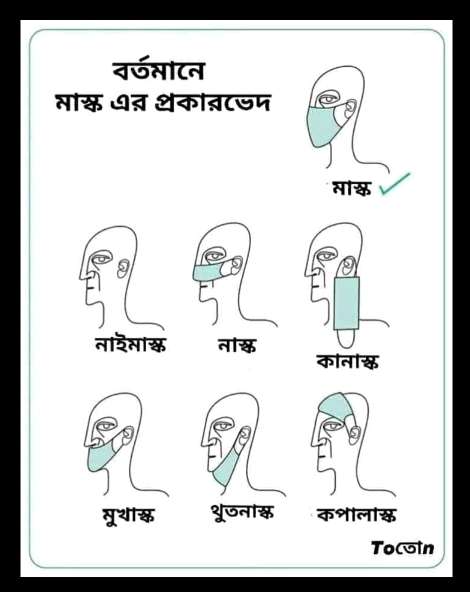 বর্তমানে
মাস্ক এর প্রকারভেদ
মাস্ক
নাইমাস্ক
নাস্ক
কানাস্ক
মুখাস্ক
থুতনাস্ক
কপালাস্ক
Toতোn